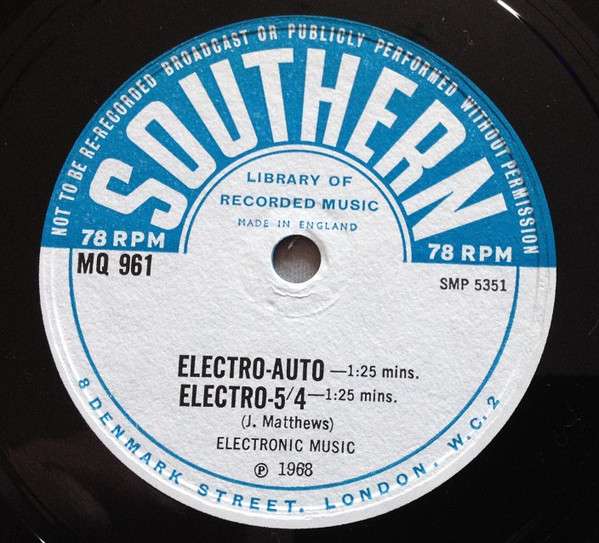 NOT TO BE RE-RECORDED BROADCAST OR PUBLICLY PERFORMED WITHOUT PERMISSION
SOUTHERN
LIBRARY OF
RECORDED MUSIC
MADE IN ENGLAND
78 RPM 78 RPM
MQ 961
SMP 5351
ELECTRO-AUTO—1:25 mins.
ELECTRO-5/4—1:25 mins.
(J. Matthews)
ELECTRONIC MUSIC
℗ 1968
8 DENMARK STREET, LONDON, W.C.2